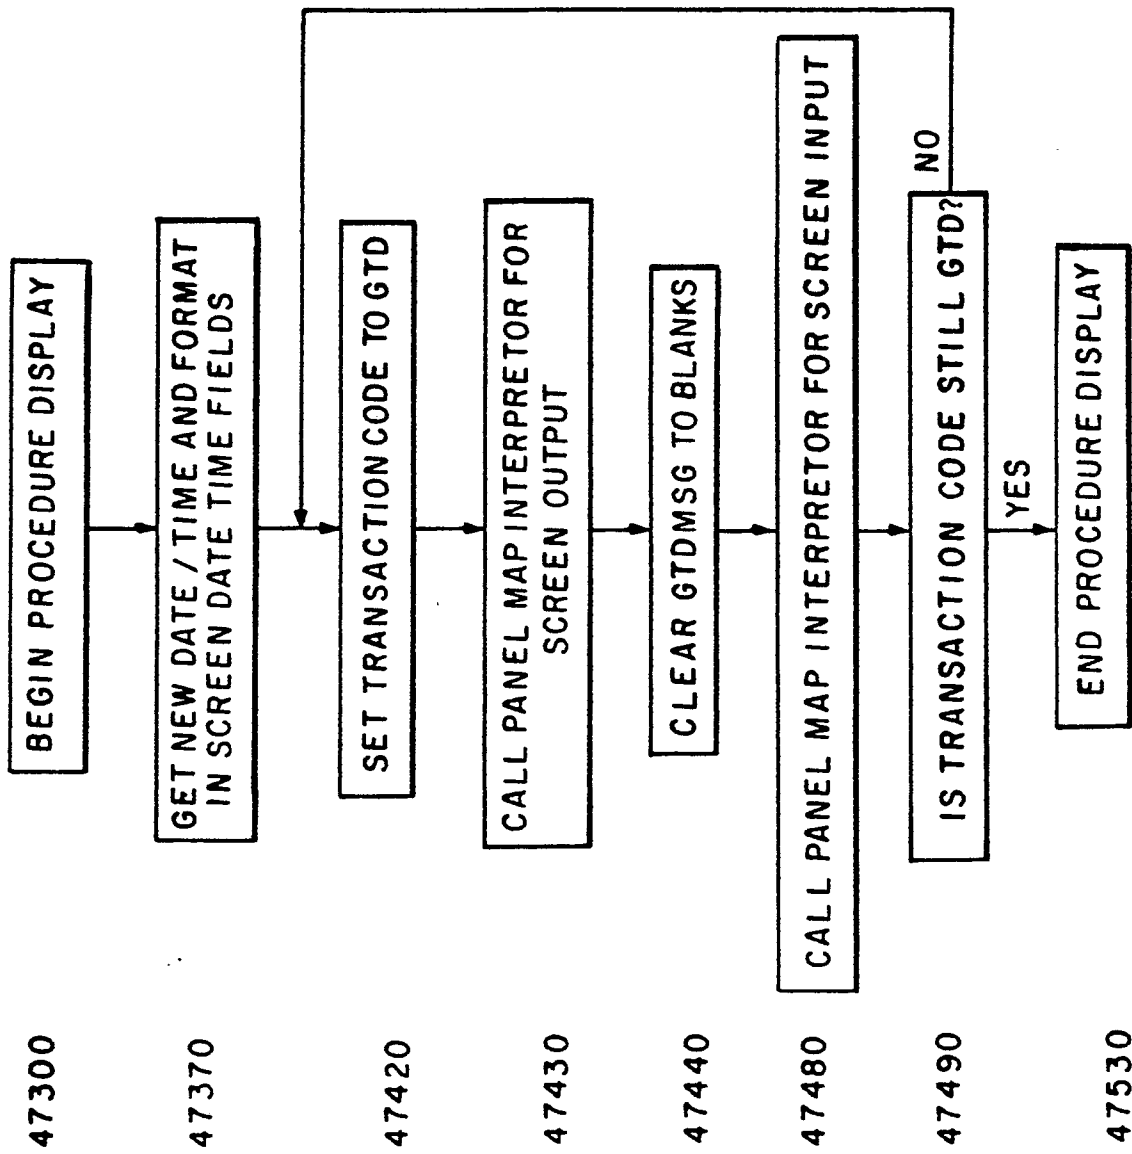 47300
BEGIN PROCEDURE DISPLAY
47370
GET NEW DATE / TIME AND FORMAT
IN SCREEN DATE TIME FIELDS
47420
SET TRANSACTION CODE TO GTD
47430
CALL PANEL MAP INTERPRETOR FOR
SCREEN OUTPUT
47440
CLEAR GTDMSG TO BLANKS
47480
CALL PANEL MAP INTERPRETOR FOR SCREEN INPUT
47490
IS TRANSACTION CODE STILL GTD?
NO
YES
47530
END PROCEDURE DISPLAY